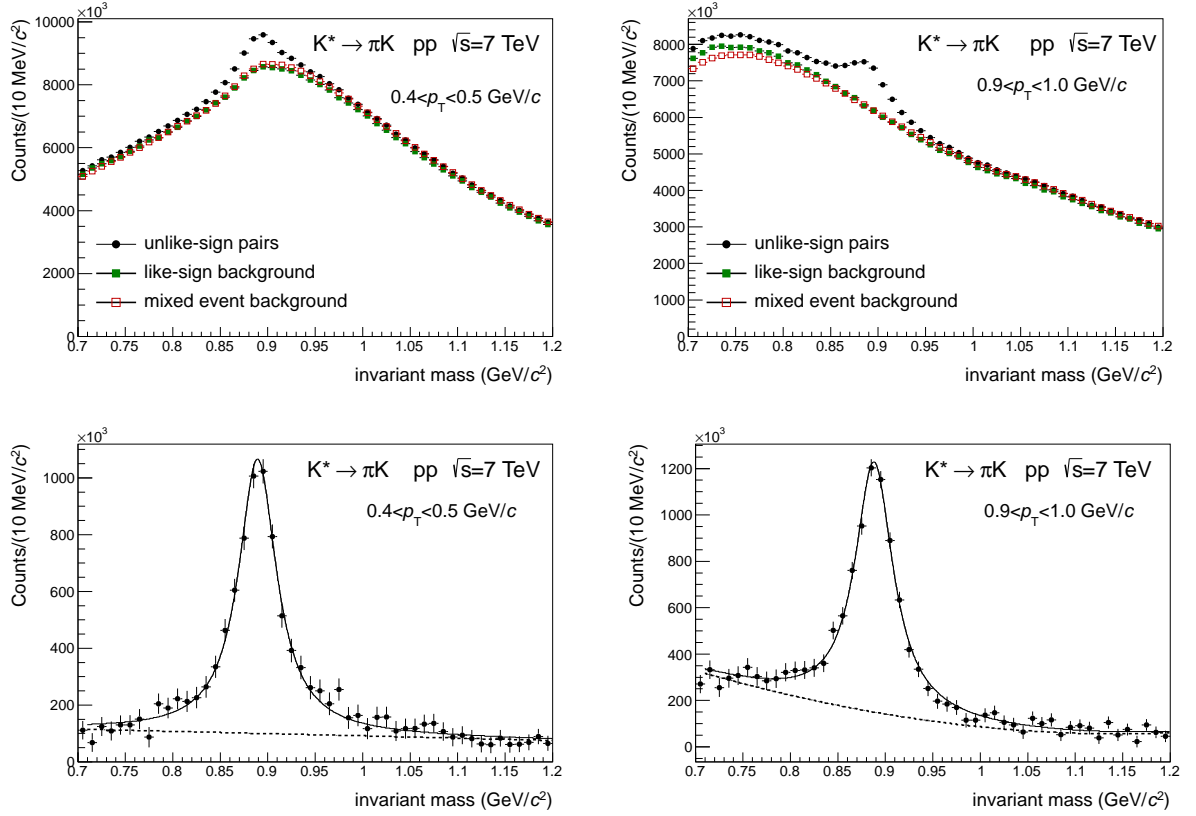 ×10³
10000
8000
6000
4000
2000
0
Counts/(10 MeV/c²)
K* → πK pp √s=7 TeV
0.4<p_T<0.5 GeV/c
unlike-sign pairs
like-sign background
mixed event background
0.7 0.75 0.8 0.85 0.9 0.95 1 1.05 1.1 1.15 1.2
invariant mass (GeV/c²)
×10³
8000
7000
6000
5000
4000
3000
2000
1000
0
Counts/(10 MeV/c²)
K* → πK pp √s=7 TeV
0.9<p_T<1.0 GeV/c
unlike-sign pairs
like-sign background
mixed event background
0.7 0.75 0.8 0.85 0.9 0.95 1 1.05 1.1 1.15 1.2
invariant mass (GeV/c²)
×10³
1000
800
600
400
200
0
Counts/(10 MeV/c²)
K* → πK pp √s=7 TeV
0.4<p_T<0.5 GeV/c
0.7 0.75 0.8 0.85 0.9 0.95 1 1.05 1.1 1.15 1.2
invariant mass (GeV/c²)
×10³
1200
1000
800
600
400
200
0
Counts/(10 MeV/c²)
K* → πK pp √s=7 TeV
0.9<p_T<1.0 GeV/c
0.7 0.75 0.8 0.85 0.9 0.95 1 1.05 1.1 1.15 1.2
invariant mass (GeV/c²)